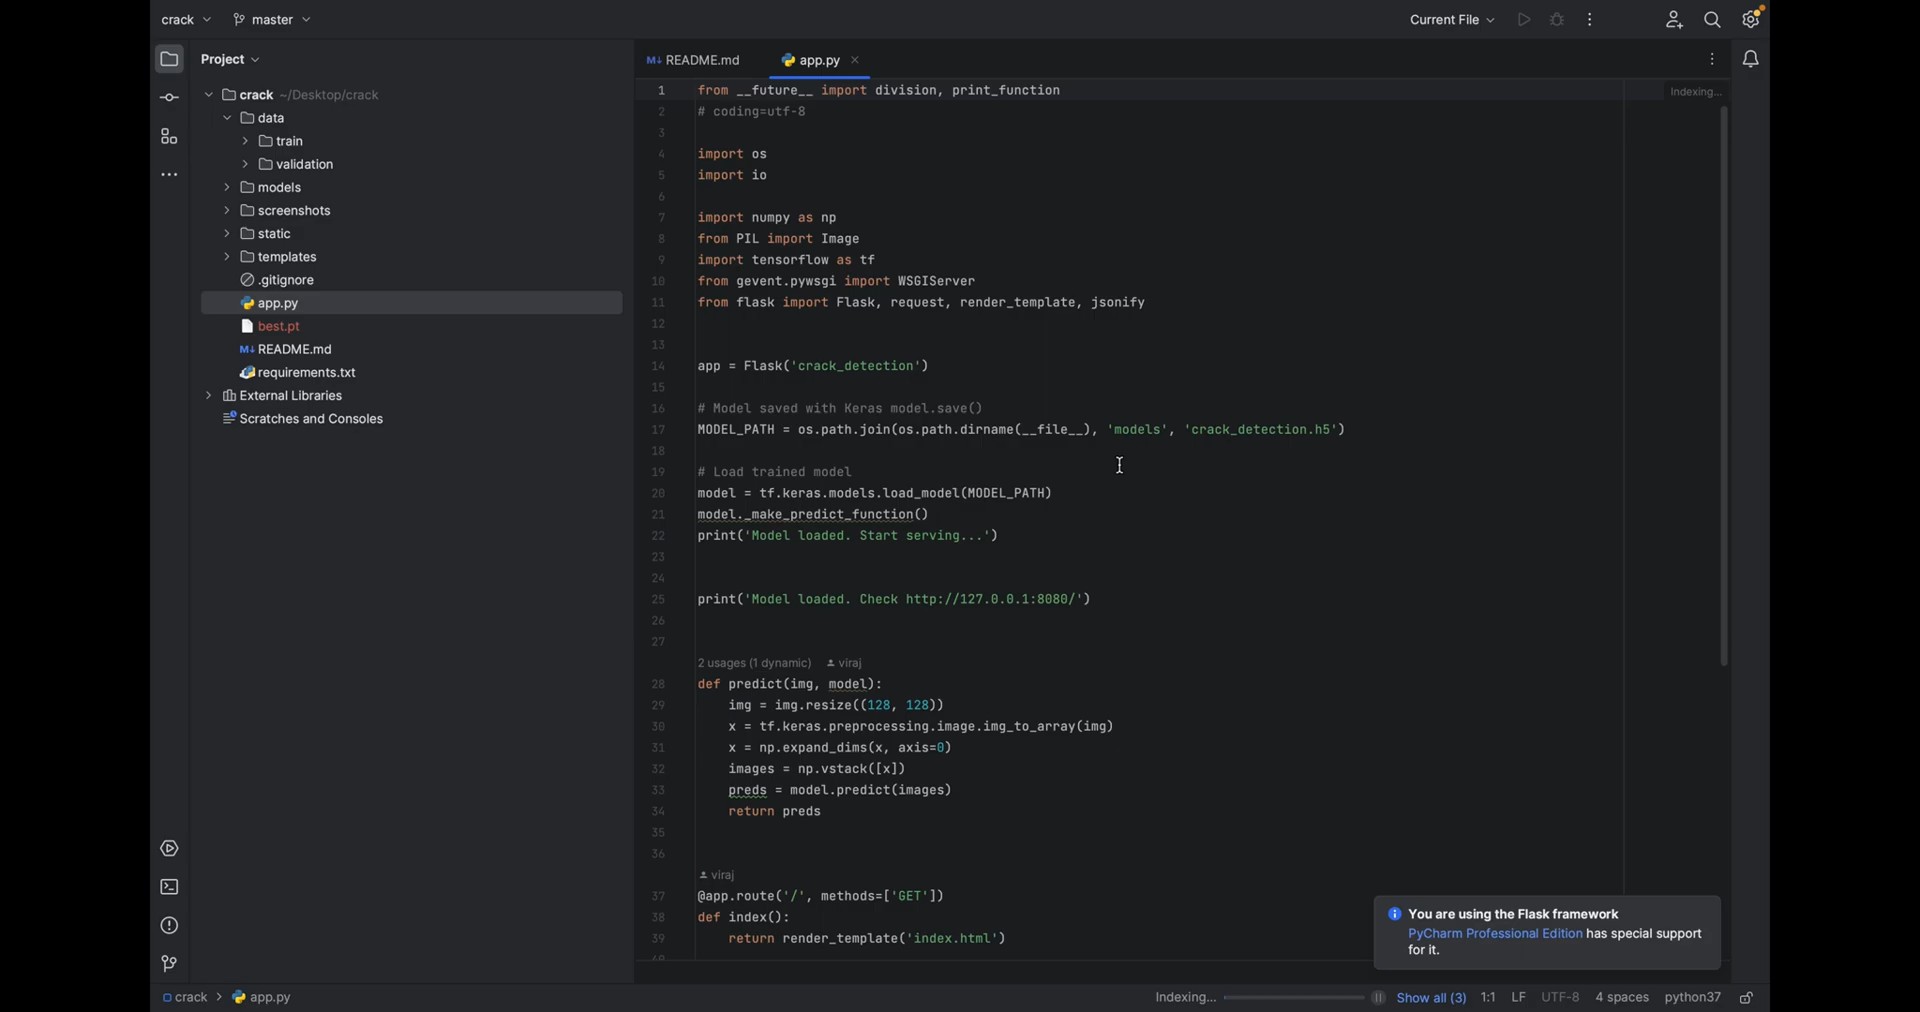 crack
master
Current File
Project
README.md
app.py
crack ~/Desktop/crack
data
train
validation
models
screenshots
static
templates
.gitignore
app.py
best.pt
README.md
requirements.txt
External Libraries
Scratches and Consoles
Indexing...
1 from __future__ import division, print_function
2 # coding=utf-8
3
4 import os
5 import io
6
7 import numpy as np
8 from PIL import Image
9 import tensorflow as tf
10 from gevent.pywsgi import WSGIServer
11 from flask import Flask, request, render_template, jsonify
12
13
14 app = Flask('crack_detection')
15
16 # Model saved with Keras model.save()
17 MODEL_PATH = os.path.join(os.path.dirname(__file__), 'models', 'crack_detection.h5')
18
19 # Load trained model
20 model = tf.keras.models.load_model(MODEL_PATH)
21 model._make_predict_function()
22 print('Model loaded. Start serving...')
23
24
25 print('Model loaded. Check http://127.0.0.1:8080/')
26
27
2 usages (1 dynamic) viraj
28 def predict(img, model):
29 img = img.resize((128, 128))
30 x = tf.keras.preprocessing.image.img_to_array(img)
31 x = np.expand_dims(x, axis=0)
32 images = np.vstack([x])
33 preds = model.predict(images)
34 return preds
35
36
viraj
37 @app.route('/', methods=['GET'])
38 def index():
39 return render_template('index.html')
You are using the Flask framework
PyCharm Professional Edition has special support
for it.
crack > app.py
Indexing...
Show all (3)
1:1
LF
UTF-8
4 spaces
python37